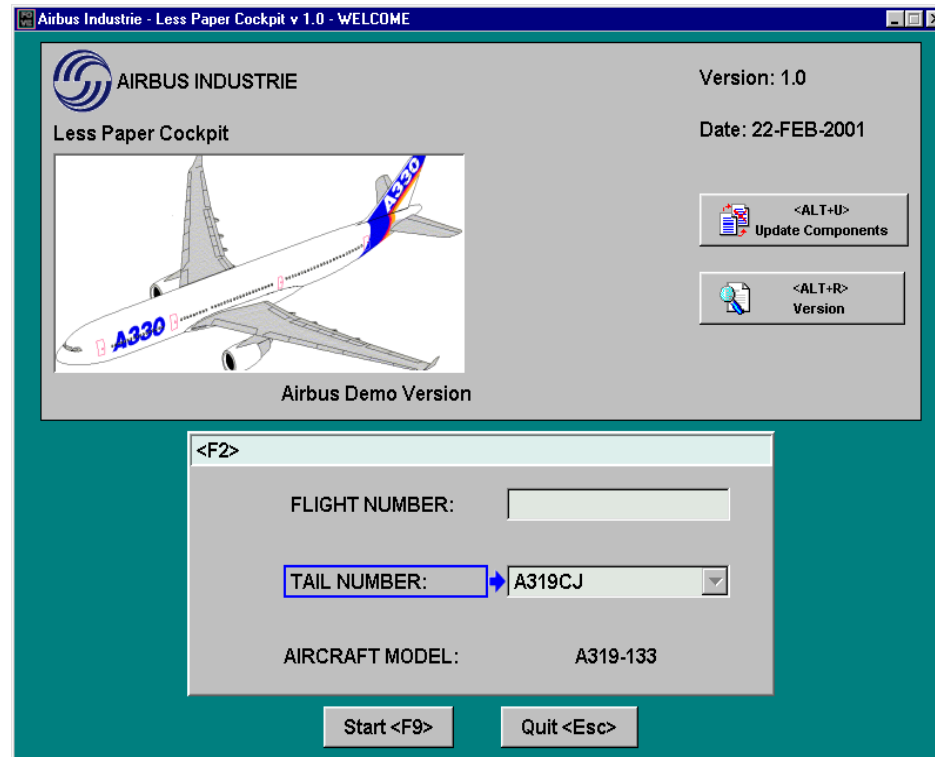 Airbus Industrie - Less Paper Cockpit v 1.0 - WELCOME
AIRBUS INDUSTRIE
Version: 1.0
Less Paper Cockpit
Date: 22-FEB-2001
A330
A330
<ALT+U>
Update Components
<ALT+R>
Version
Airbus Demo Version
<F2>
FLIGHT NUMBER:
TAIL NUMBER: A319CJ
AIRCRAFT MODEL: A319-133
Start <F9> Quit <Esc>